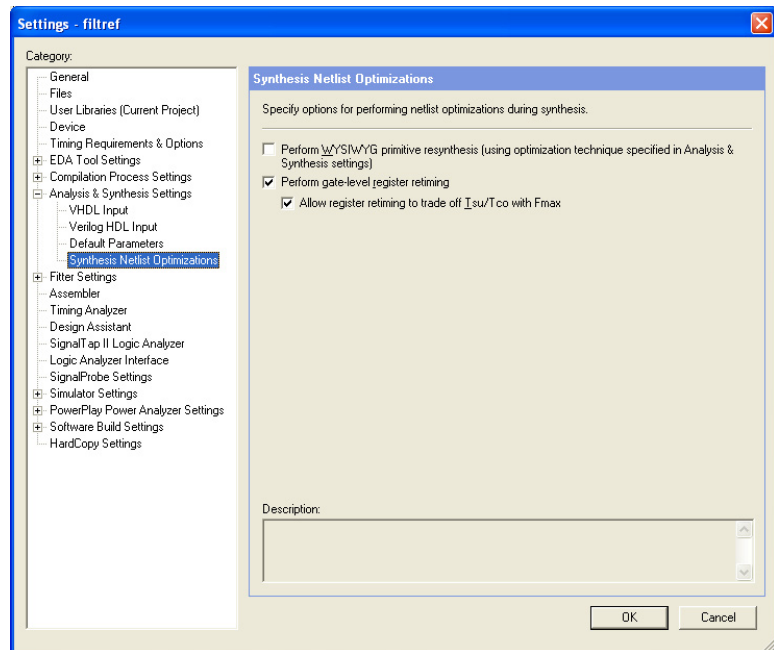 Settings - filtref
Category:
General
Files
User Libraries (Current Project)
Device
Timing Requirements & Options
EDA Tool Settings
Compilation Process Settings
Analysis & Synthesis Settings
VHDL Input
Verilog HDL Input
Default Parameters
Synthesis Netlist Optimizations
Fitter Settings
Assembler
Timing Analyzer
Design Assistant
SignalTap II Logic Analyzer
Logic Analyzer Interface
SignalProbe Settings
Simulator Settings
PowerPlay Power Analyzer Settings
Software Build Settings
HardCopy Settings
Synthesis Netlist Optimizations
Specify options for performing netlist optimizations during synthesis.
Perform WYSIWYG primitive resynthesis (using optimization technique specified in Analysis &
Synthesis settings)
Perform gate-level register retiming
Allow register retiming to trade off Tsu/Tco with Fmax
Description:
OK
Cancel